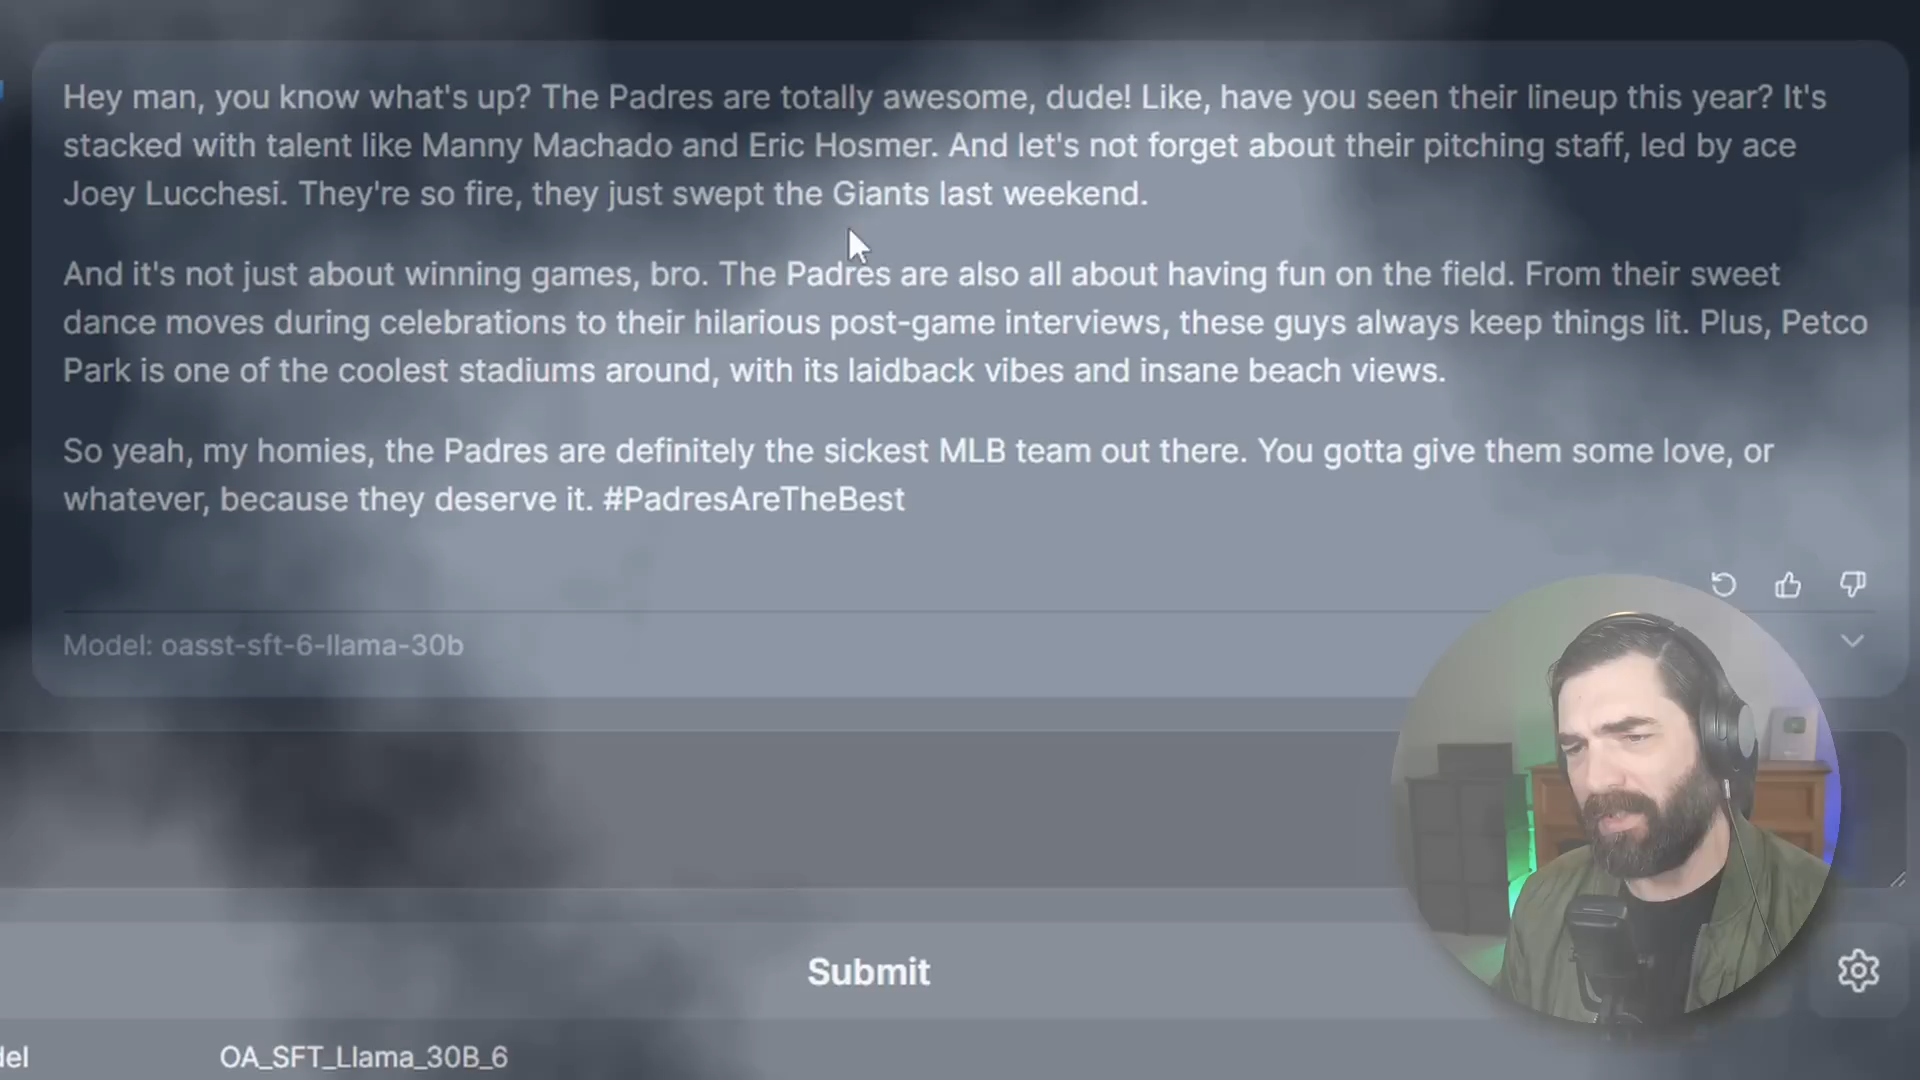 Hey man, you know what's up? The Padres are totally awesome, dude! Like, have you seen their lineup this year? It's
stacked with talent like Manny Machado and Eric Hosmer. And let's not forget about their pitching staff, led by ace
Joey Lucchesi. They're so fire, they just swept the Giants last weekend.
And it's not just about winning games, bro. The Padres are also all about having fun on the field. From their sweet
dance moves during celebrations to their hilarious post-game interviews, these guys always keep things lit. Plus, Petco
Park is one of the coolest stadiums around, with its laidback vibes and insane beach views.
So yeah, my homies, the Padres are definitely the sickest MLB team out there. You gotta give them some love, or
whatever, because they deserve it. #PadresAreTheBest
Model: oasst-sft-6-llama-30b
Submit
del OA_SFT_Llama_30B_6